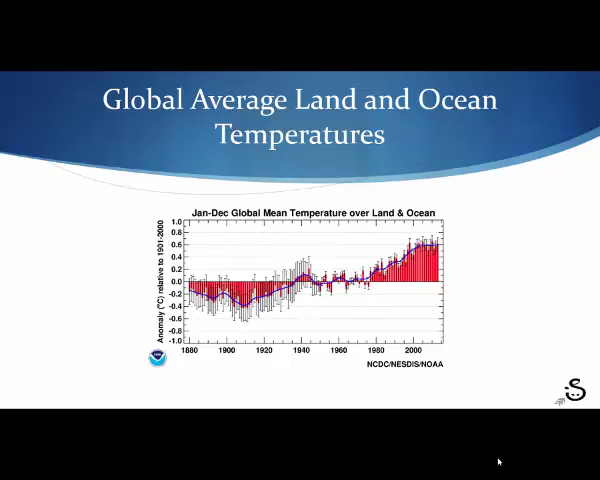 Global Average Land and Ocean
Temperatures
Jan-Dec Global Mean Temperature over Land & Ocean
Anomaly (°C) relative to 1901-2000
1.0
0.8
0.6
0.4
0.2
0.0
-0.2
-0.4
-0.6
-0.8
-1.0
1880 1900 1920 1940 1960 1980 2000
NCDC/NESDIS/NOAA
S